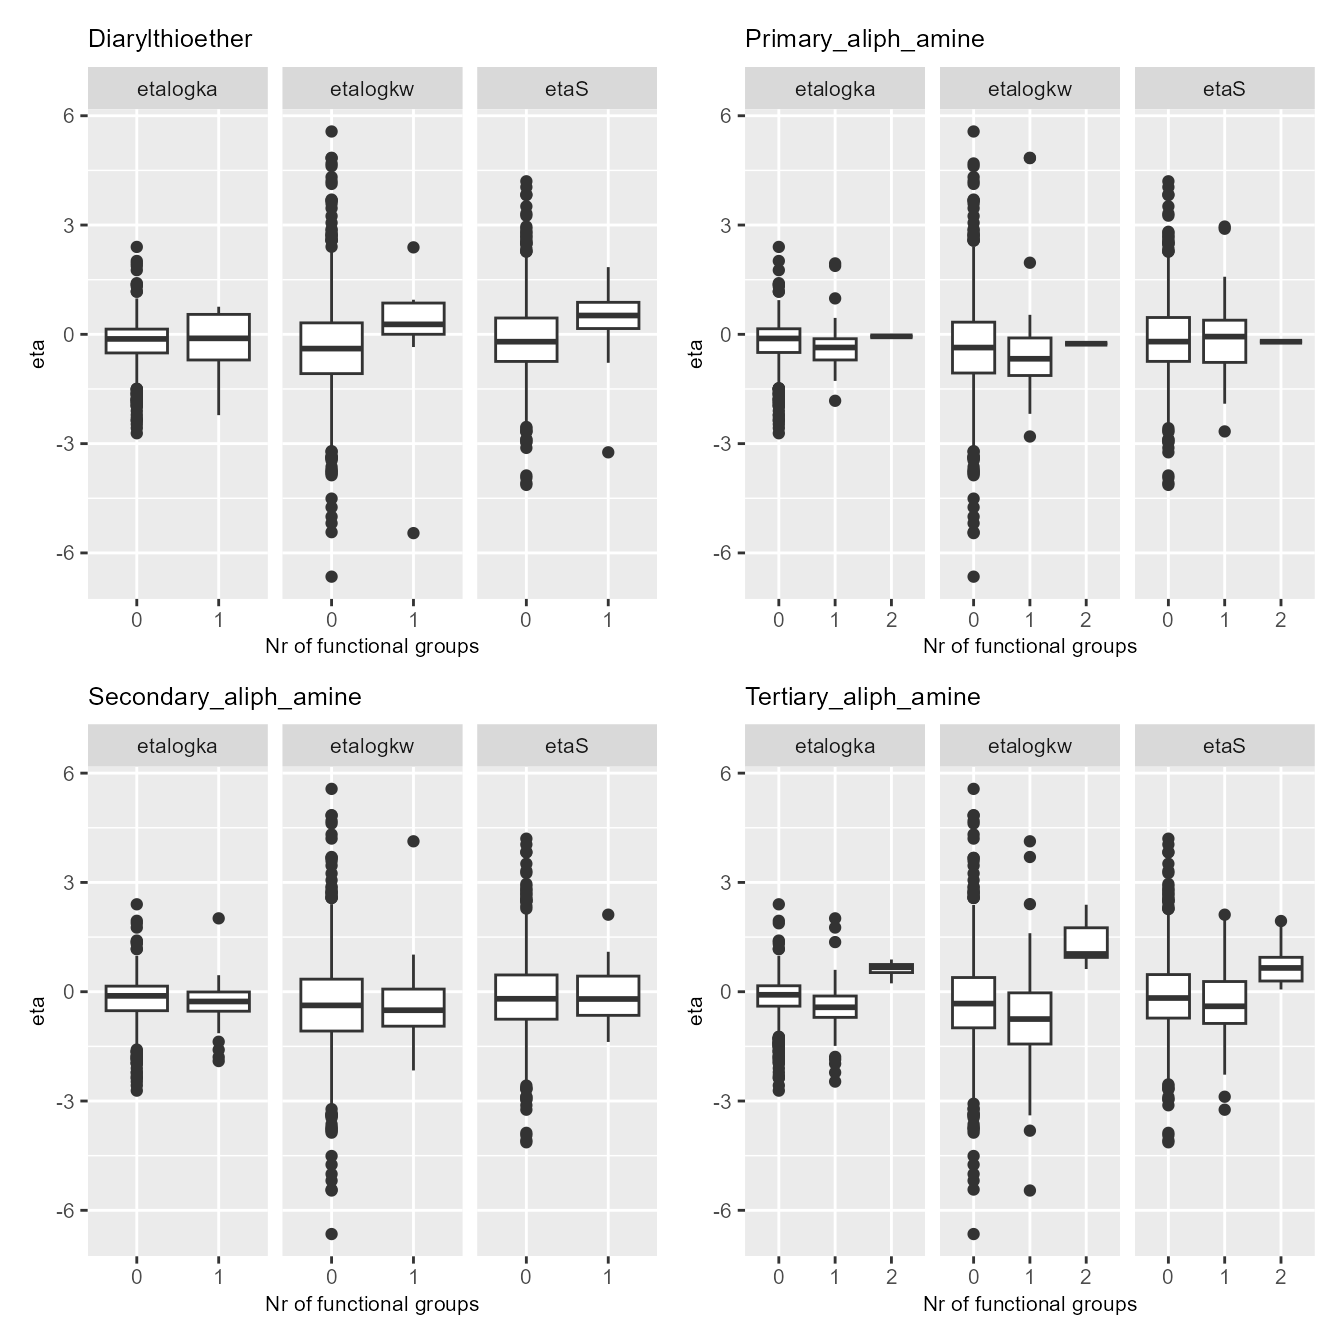 Diarylthioether
etalogka etalogkw etaS
6
3
0
-3
-6
eta
0 1 0 1 0 1
Nr of functional groups
Primary_aliph_amine
etalogka etalogkw etaS
6
3
0
-3
-6
eta
0 1 2 0 1 2 0 1 2
Nr of functional groups
Secondary_aliph_amine
etalogka etalogkw etaS
6
3
0
-3
-6
eta
0 1 0 1 0 1
Nr of functional groups
Tertiary_aliph_amine
etalogka etalogkw etaS
6
3
0
-3
-6
eta
0 1 2 0 1 2 0 1 2
Nr of functional groups